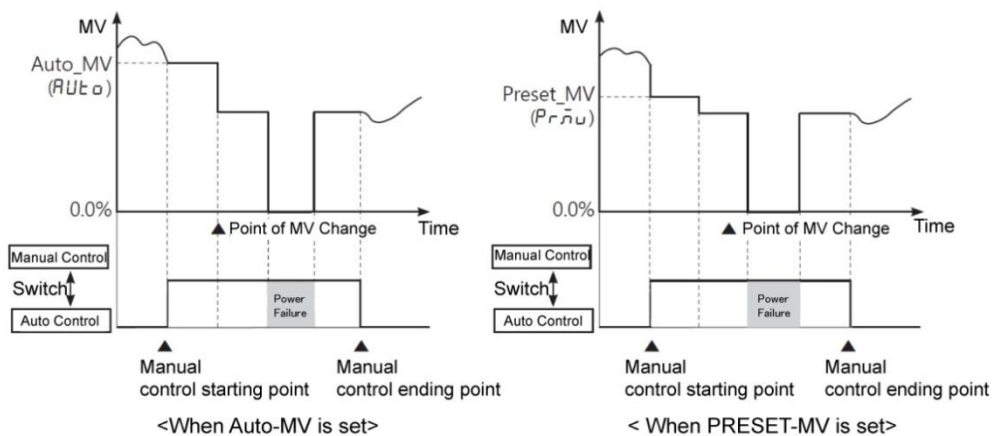 MV
Auto_MV
(AUto)
0.0%
Point of MV Change
Time
Manual Control
Switch
Auto Control
Power
Failure
Manual
control starting point
Manual
control ending point
<When Auto-MV is set>
MV
Preset_MV
(Prmv)
0.0%
Point of MV Change
Time
Manual Control
Switch
Auto Control
Power
Failure
Manual
control starting point
Manual
control ending point
< When PRESET-MV is set>